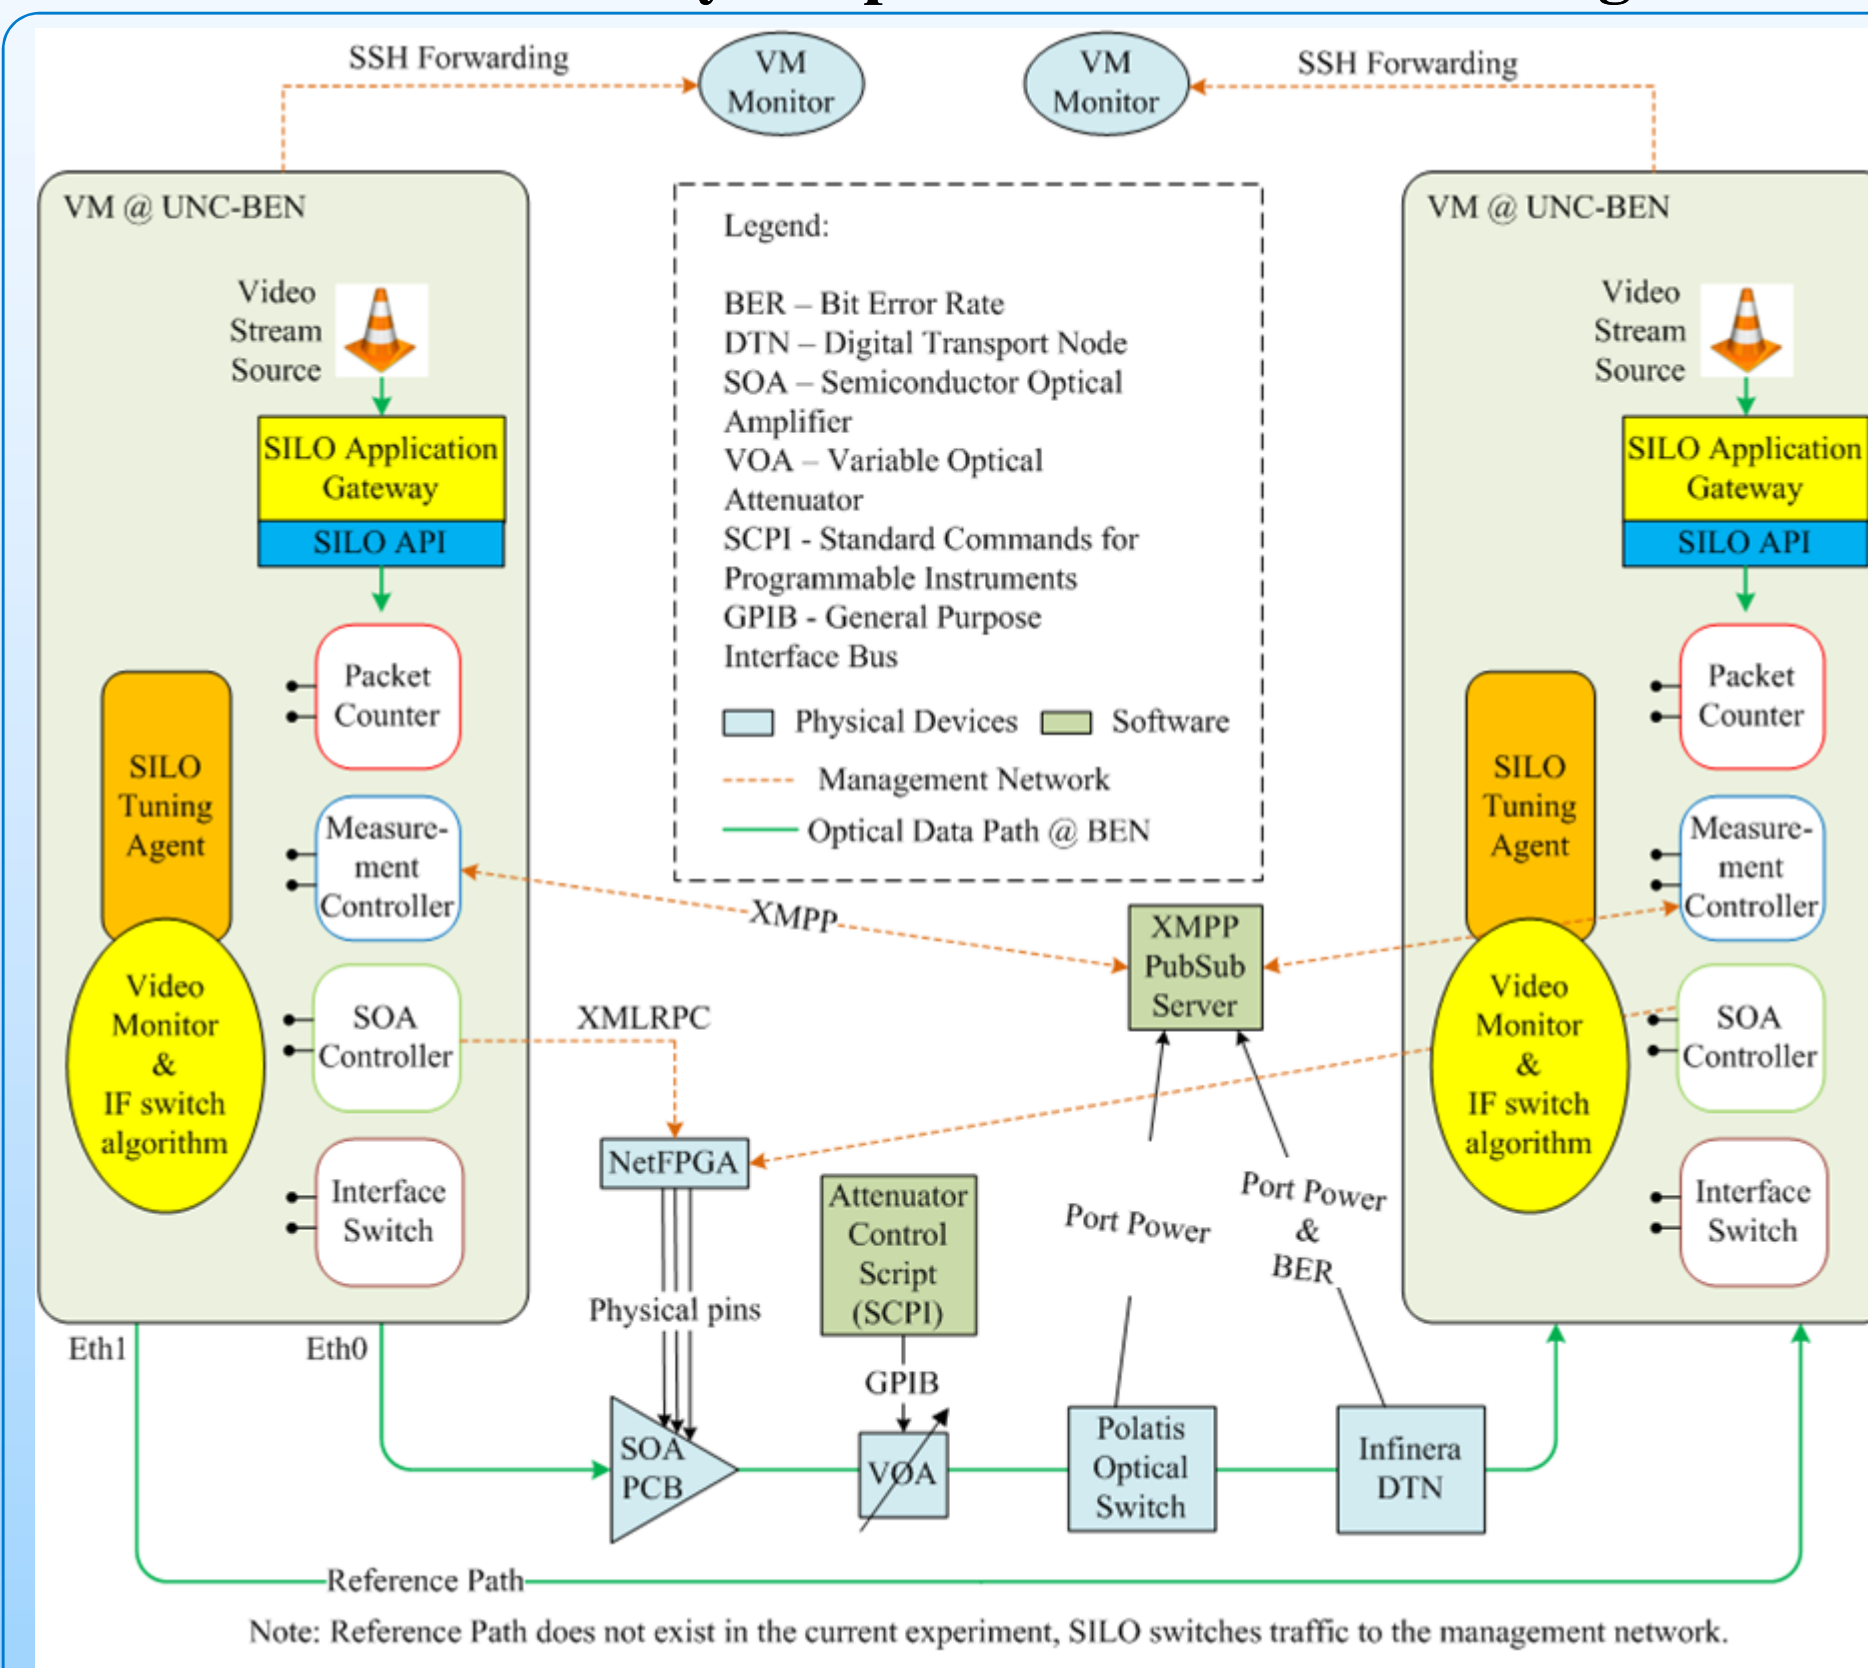 SSH Forwarding
VM
Monitor
VM
Monitor
SSH Forwarding
VM @ UNC-BEN
Video
Stream
Source
SILO Application
Gateway
SILO API
Packet
Counter
SILO
Tuning
Agent
Measure-
ment
Controller
Video
Monitor
&
IF switch
algorithm
SOA
Controller
Interface
Switch
Legend:
BER – Bit Error Rate
DTN – Digital Transport Node
SOA – Semiconductor Optical
Amplifier
VOA – Variable Optical
Attenuator
SCPI - Standard Commands for
Programmable Instruments
GPIB - General Purpose
Interface Bus
Physical Devices
Software
Management Network
Optical Data Path @ BEN
XMPP
XMPP
PubSub
Server
XMLRPC
NetFPGA
Physical pins
Attenuator
Control
Script
(SCPI)
GPIB
Port Power
Port Power
&
BER
VM @ UNC-BEN
Video
Stream
Source
SILO Application
Gateway
SILO API
Packet
Counter
SILO
Tuning
Agent
Measure-
ment
Controller
Video
Monitor
&
IF switch
algorithm
SOA
Controller
Interface
Switch
Eth1
Eth0
SOA
PCB
VOA
Polatis
Optical
Switch
Infinera
DTN
Reference Path
Note: Reference Path does not exist in the current experiment, SILO switches traffic to the management network.